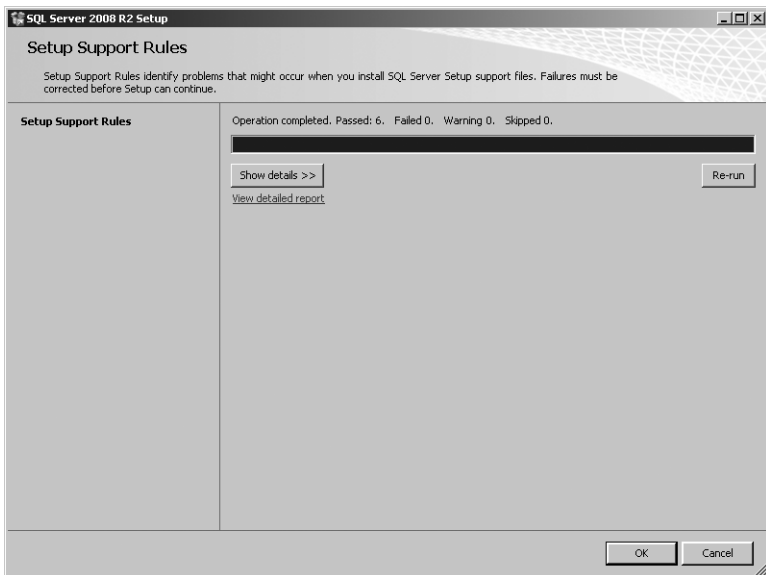 SQL Server 2008 R2 Setup
Setup Support Rules
Setup Support Rules identify problems that might occur when you install SQL Server Setup support files. Failures must be
corrected before Setup can continue.
Setup Support Rules
Operation completed. Passed: 6. Failed 0. Warning 0. Skipped 0.
Show details >>
Re-run
View detailed report
OK
Cancel